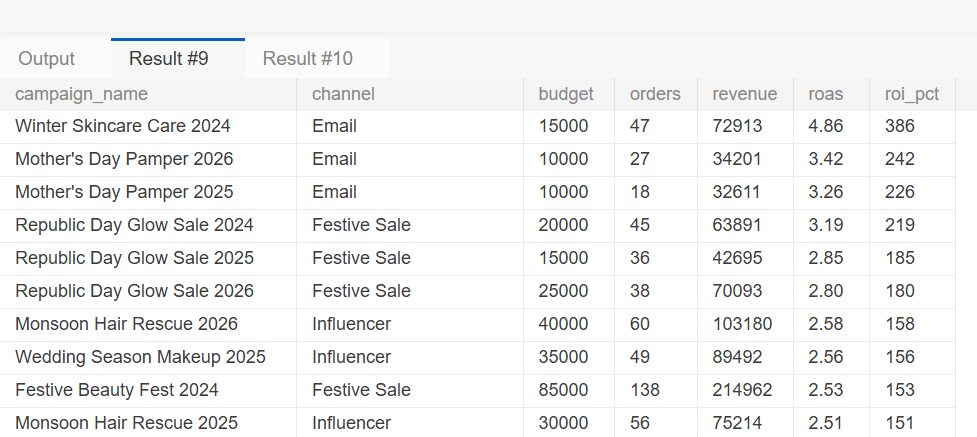 Output Result #9 Result #10
campaign_name channel budget orders revenue roas roi_pct
Winter Skincare Care 2024 Email 15000 47 72913 4.86 386
Mother's Day Pamper 2026 Email 10000 27 34201 3.42 242
Mother's Day Pamper 2025 Email 10000 18 32611 3.26 226
Republic Day Glow Sale 2024 Festive Sale 20000 45 63891 3.19 219
Republic Day Glow Sale 2025 Festive Sale 15000 36 42695 2.85 185
Republic Day Glow Sale 2026 Festive Sale 25000 38 70093 2.80 180
Monsoon Hair Rescue 2026 Influencer 40000 60 103180 2.58 158
Wedding Season Makeup 2025 Influencer 35000 49 89492 2.56 156
Festive Beauty Fest 2024 Festive Sale 85000 138 214962 2.53 153
Monsoon Hair Rescue 2025 Influencer 30000 56 75214 2.51 151